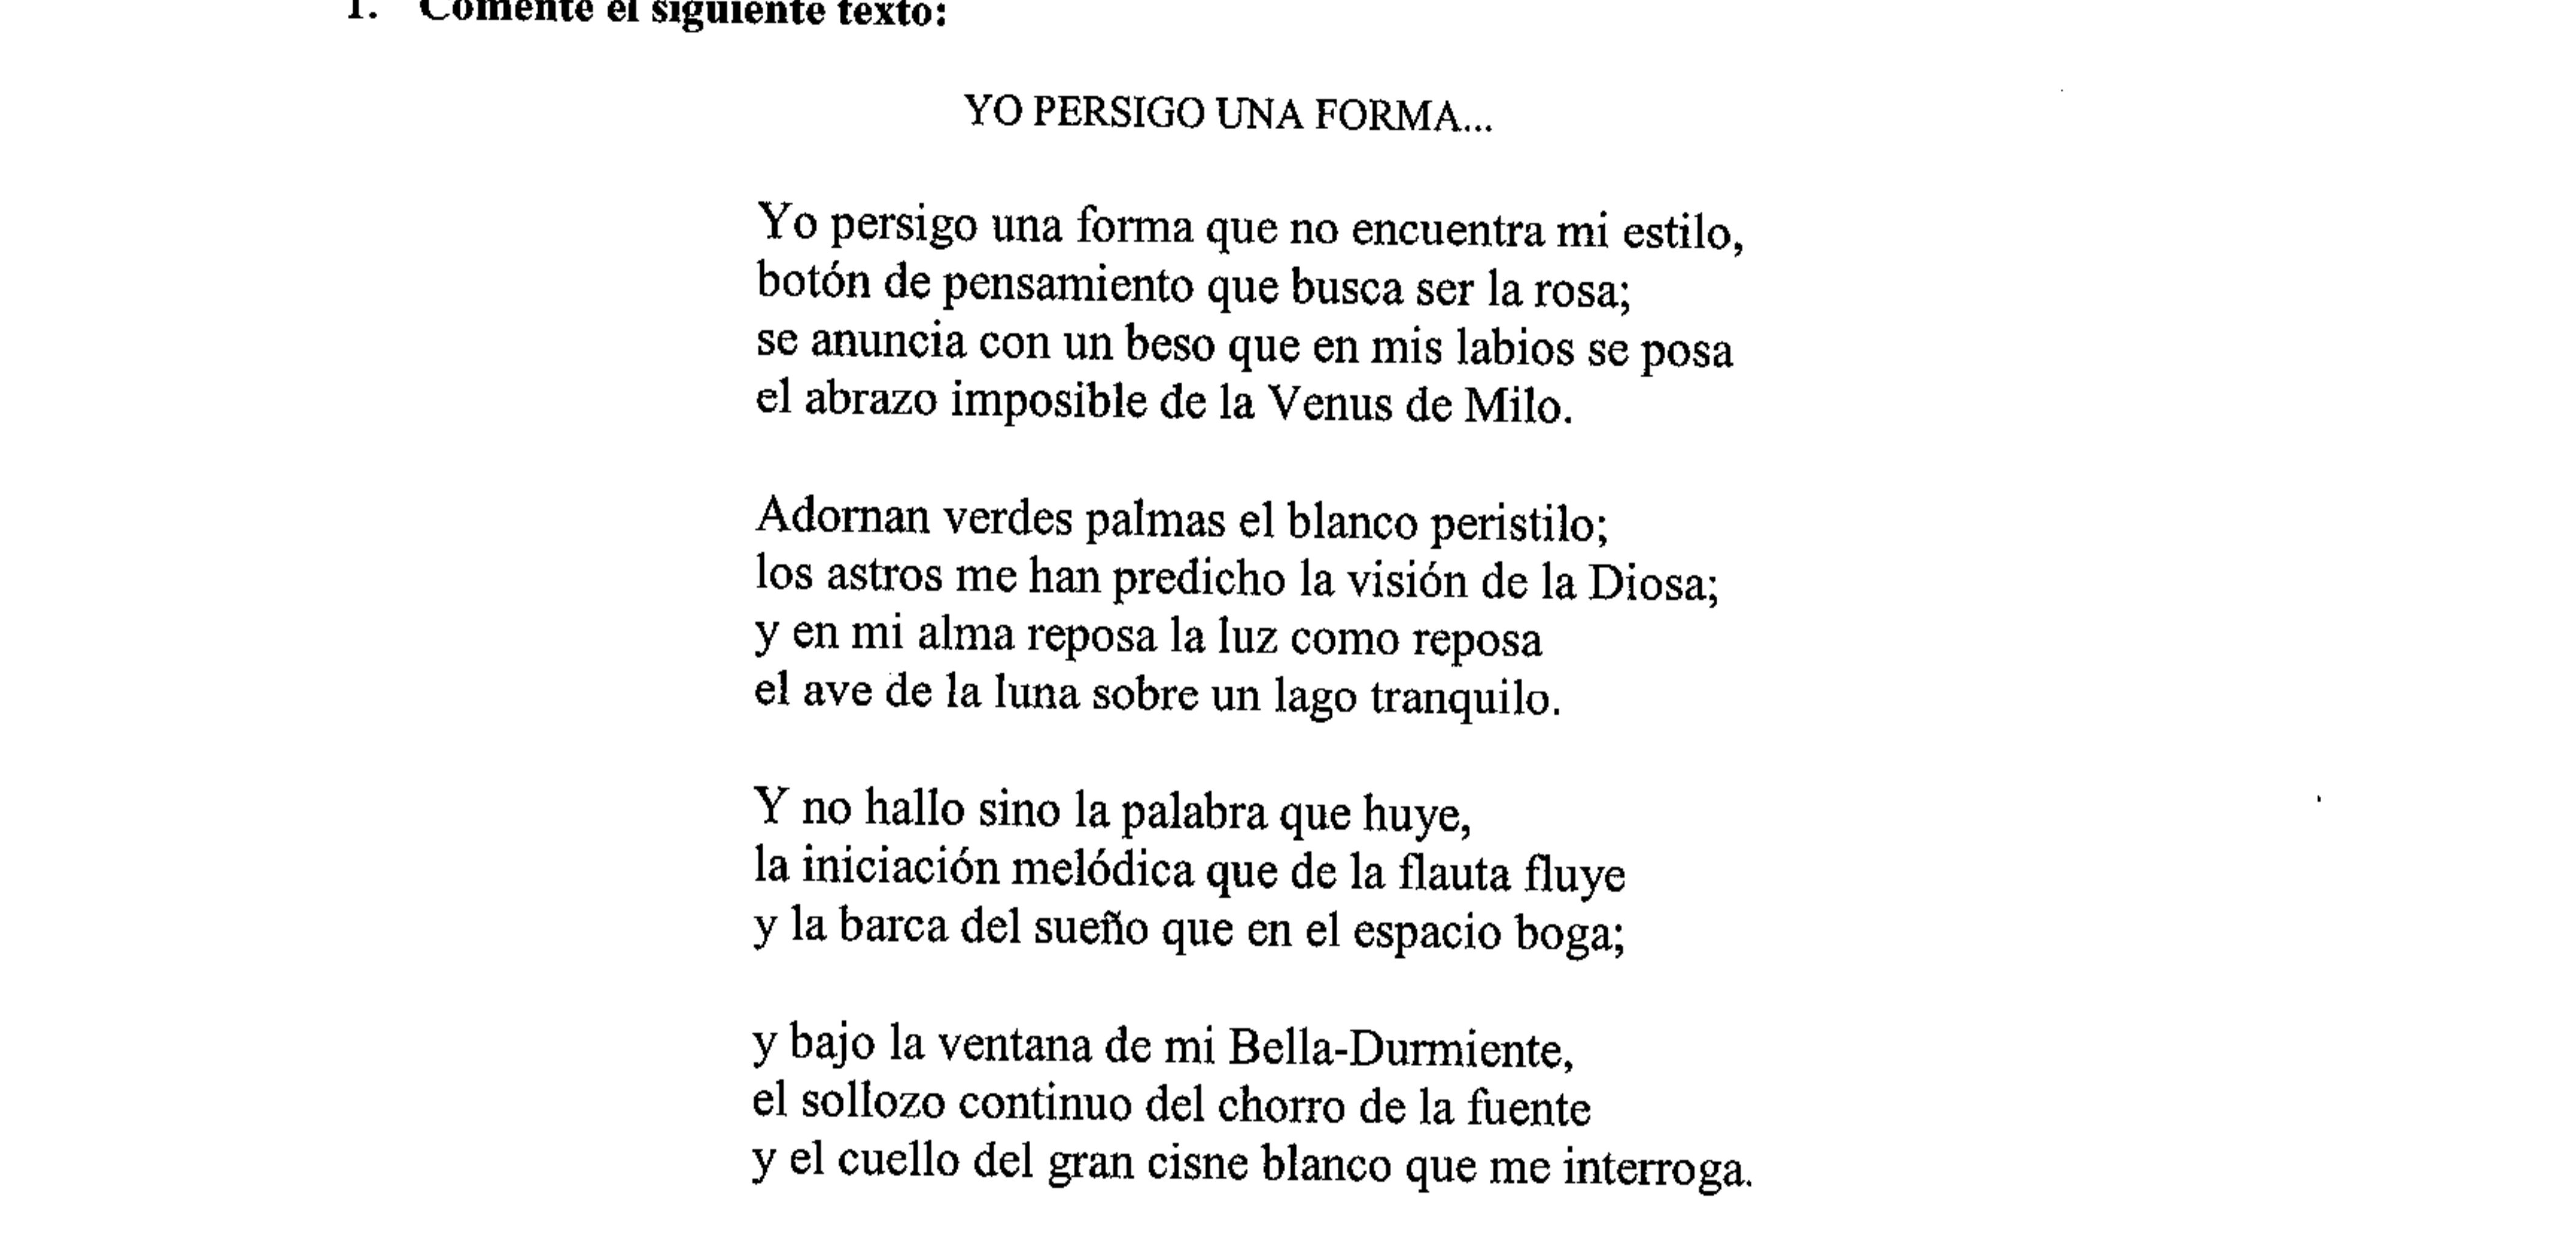 1. Comente el siguiente texto:
YO PERSIGO UNA FORMA...
Yo persigo una forma que no encuentra mi estilo,
botón de pensamiento que busca ser la rosa;
se anuncia con un beso que en mis labios se posa
el abrazo imposible de la Venus de Milo.
Adornan verdes palmas el blanco peristilo;
los astros me han predicho la visión de la Diosa;
y en mi alma reposa la luz como reposa
el ave de la luna sobre un lago tranquilo.
Y no hallo sino la palabra que huye,
la iniciación melódica que de la flauta fluye
y la barca del sueño que en el espacio boga;
y bajo la ventana de mi Bella-Durmiente,
el sollozo continuo del chorro de la fuente
y el cuello del gran cisne blanco que me interroga.